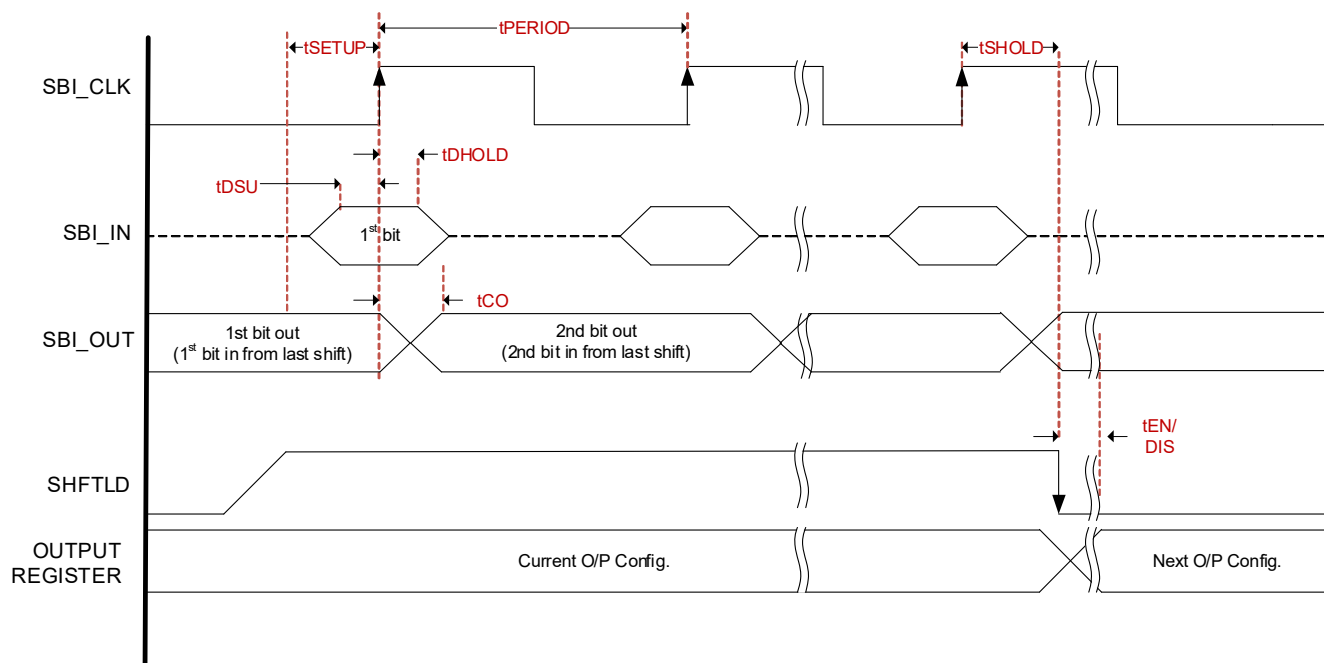 tPERIOD
tSETUP
tSHOLD
SBI_CLK
tDHOLD
tDSU
SBI_IN
1st bit
tCO
SBI_OUT
1st bit out
(1st bit in from last shift)
2nd bit out
(2nd bit in from last shift)
tEN/
DIS
SHFTLD
OUTPUT
REGISTER
Current O/P Config.
Next O/P Config.